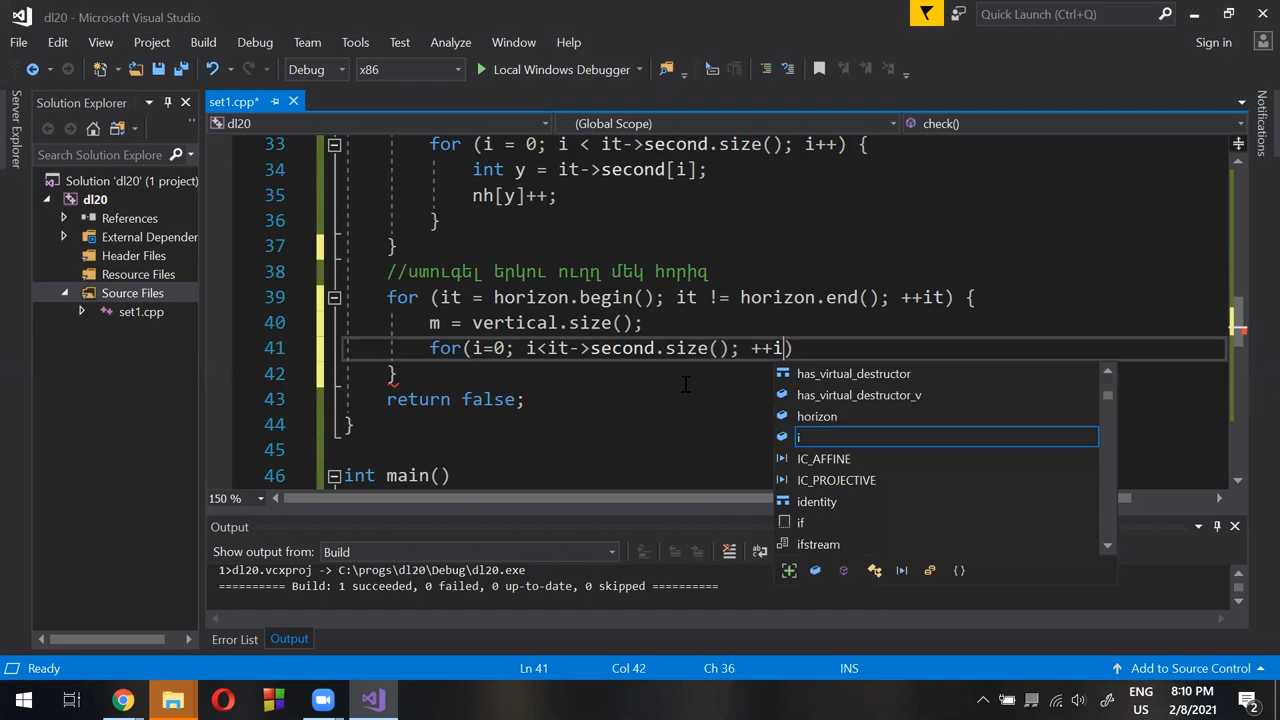 dl20 - Microsoft Visual Studio
Quick Launch (Ctrl+Q)
File Edit View Project Build Debug Team Tools Test Analyze Window Help
Sign in
Debug x86 Local Windows Debugger
Server Explorer
Solution Explorer
Search Solution Explorer
Solution 'dl20' (1 project)
dl20
References
External Depender
Header Files
Resource Files
Source Files
set1.cpp
set1.cpp*
dl20 (Global Scope) check()
33 for (i = 0; i < it->second.size(); i++) {
34 int y = it->second[i];
35 nh[y]++;
36 }
37 }
38 //ստուգել երկու ուղղ մեկ հորիզ
39 for (it = horizon.begin(); it != horizon.end(); ++it) {
40 m = vertical.size();
41 for(i=0; i<it->second.size(); ++i)
42 }
43 return false;
44 }
45
46 int main()
has_virtual_destructor
has_virtual_destructor_v
horizon
i
IC_AFFINE
IC_PROJECTIVE
identity
if
ifstream
150 %
Notifications
Output
Show output from: Build
1>dl20.vcxproj -> C:\progs\dl20\Debug\dl20.exe
========== Build: 1 succeeded, 0 failed, 0 up-to-date, 0 skipped ==========
Error List Output
Ready Ln 41 Col 42 Ch 36 INS Add to Source Control
ENG 8:10 PM
US 2/8/2021
2